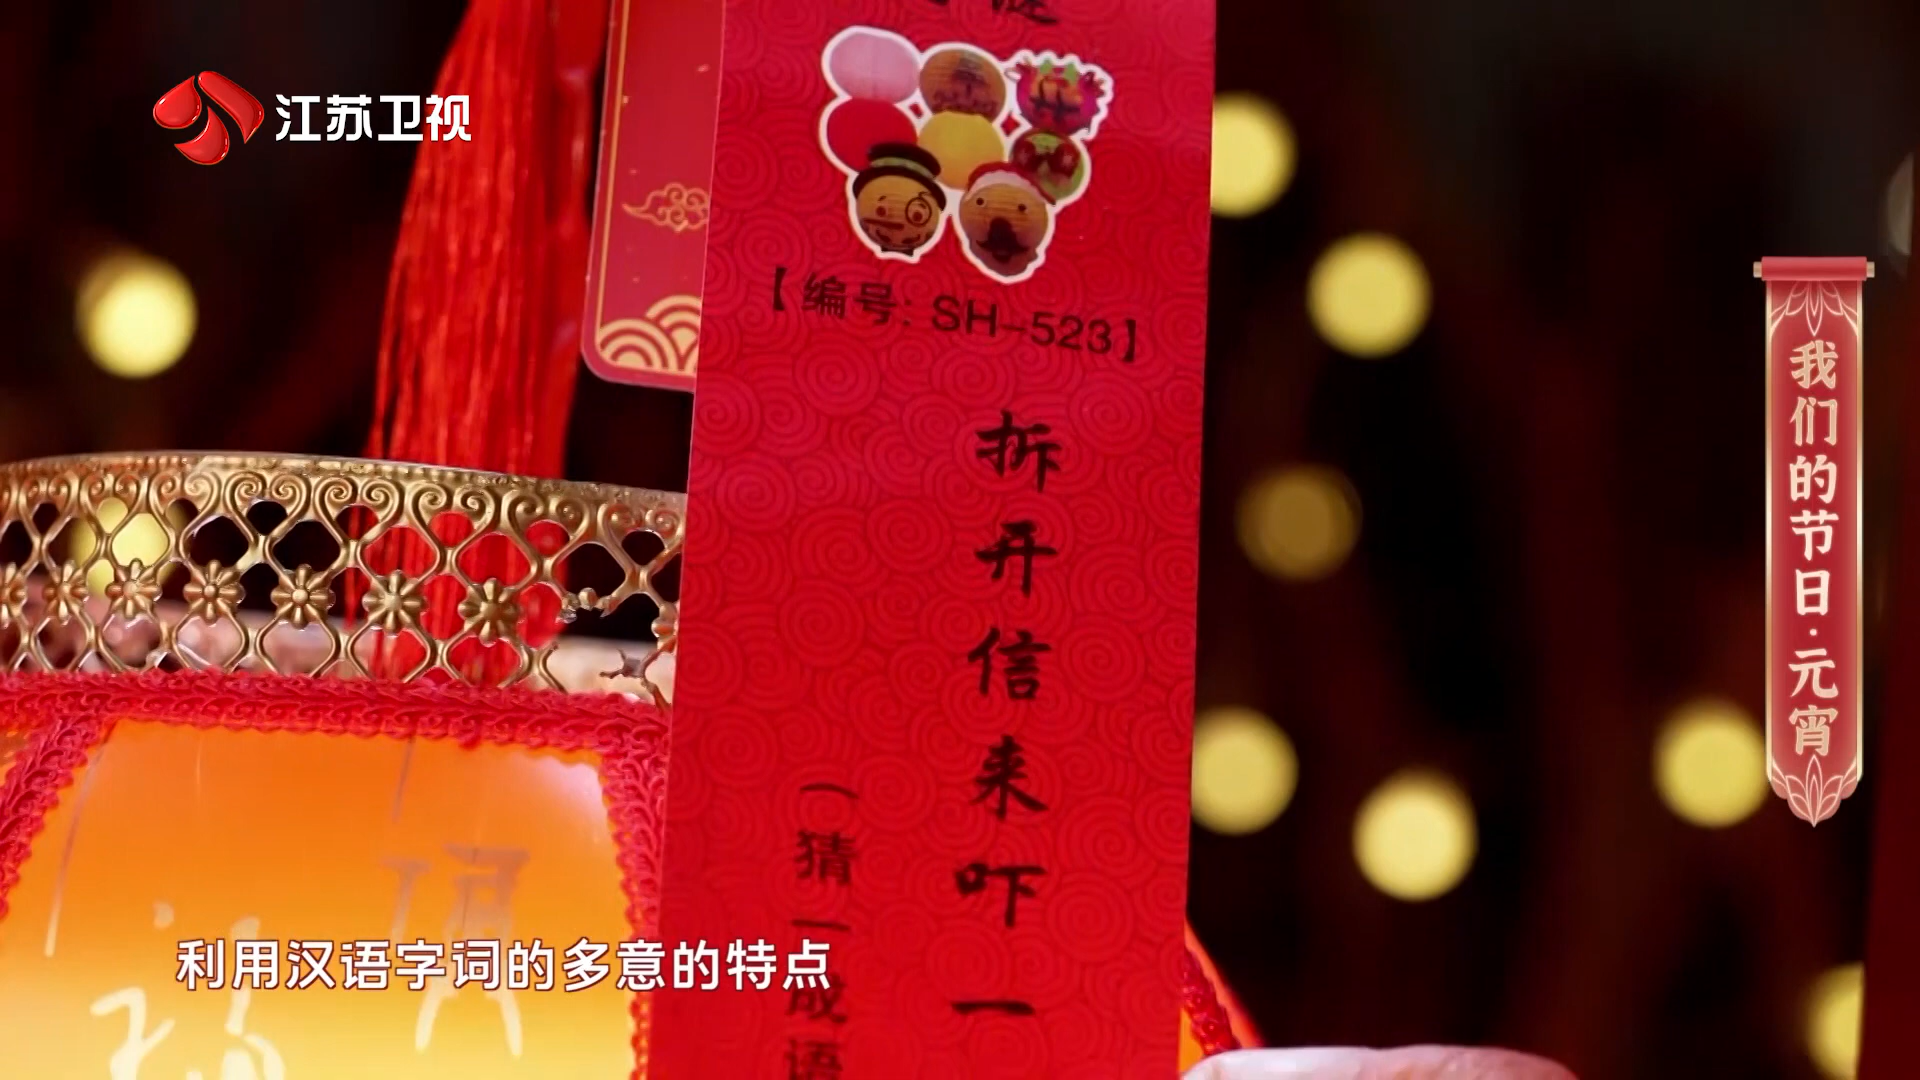 江苏卫视
【编号: SH-523】
拆开信来吓一
(猜一成语
我们的节日·元宵
利用汉语字词的多意的特点